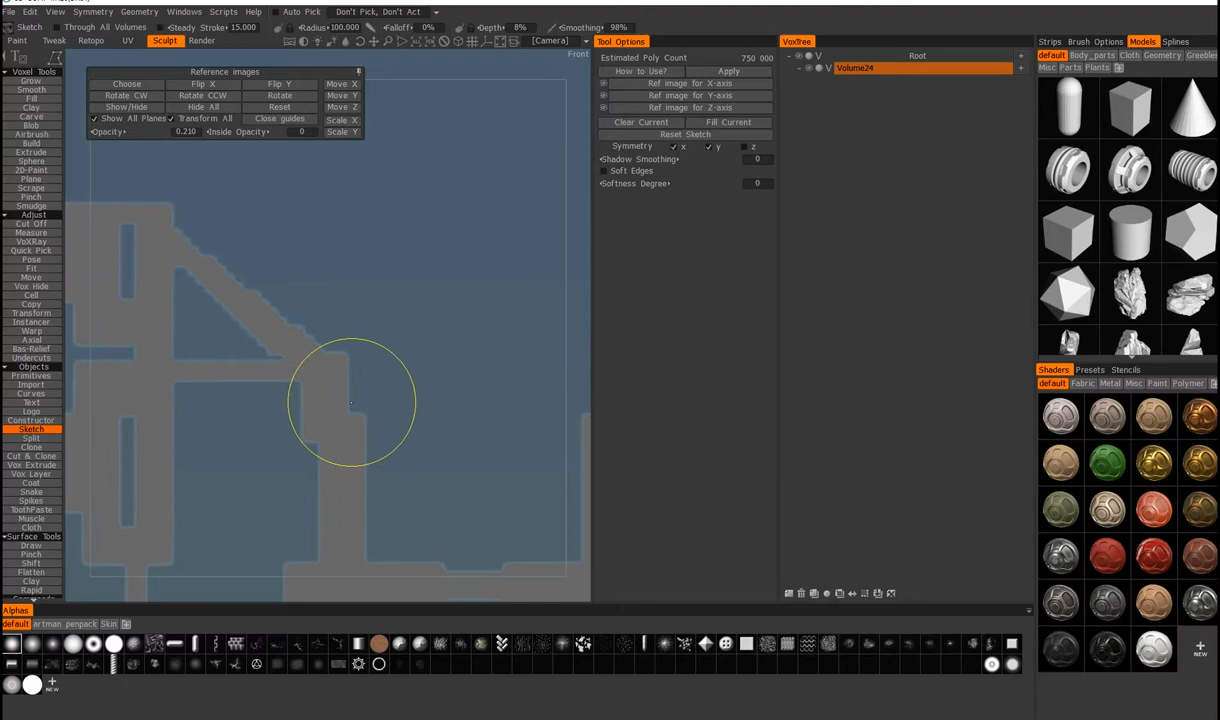 File Edit View Symmetry Geometry Windows Scripts Help Auto Pick Don't Pick, Don't Act
Sketch Through All Volumes Steady Stroke 15.000 Radius 100.000 Falloff 0% Depth 8% Smoothing 98%
Paint Tweak Retopo UV Sculpt Render [Camera]
Front
Voxel Tools
Grow
Smooth
Fill
Clay
Carve
Blob
Airbrush
Build
Extrude
Sphere
2D-Paint
Plane
Scrape
Pinch
Smudge
Adjust
Cut Off
Measure
VoXRay
Quick Pick
Pose
Fit
Move
Vox Hide
Cell
Copy
Transform
Instancer
Warp
Axial
Bas-Relief
Undercuts
Objects
Primitives
Import
Curves
Text
Logo
Constructor
Sketch
Split
Clone
Cut & Clone
Vox Extrude
Vox Layer
Coat
Snake
Spikes
ToothPaste
Muscle
Cloth
Surface Tools
Draw
Pinch
Shift
Flatten
Clay
Rapid
Reference images
Choose Flip X Flip Y Move X
Rotate CW Rotate CCW Rotate Move Y
Show/Hide Hide All Reset Move Z
Show All Planes Transform All Close guides Scale X
Opacity 0.210 Inside Opacity 0 Scale Y
Tool Options
Estimated Poly Count 750 000
How to Use? Apply
Ref image for X-axis
Ref image for Y-axis
Ref image for Z-axis
Clear Current Fill Current
Reset Sketch
Symmetry x y z
Shadow Smoothing 0
Soft Edges
Softness Degree 0
VoxTree
V Root +
V Volume24 +
Strips Brush Options Models Splines
default Body_parts Cloth Geometry Greebles
Misc Parts Plants
Shaders Presets Stencils
default Fabric Metal Misc Paint Polymer
NEW
Alphas
default artman penpack Skin
NEW